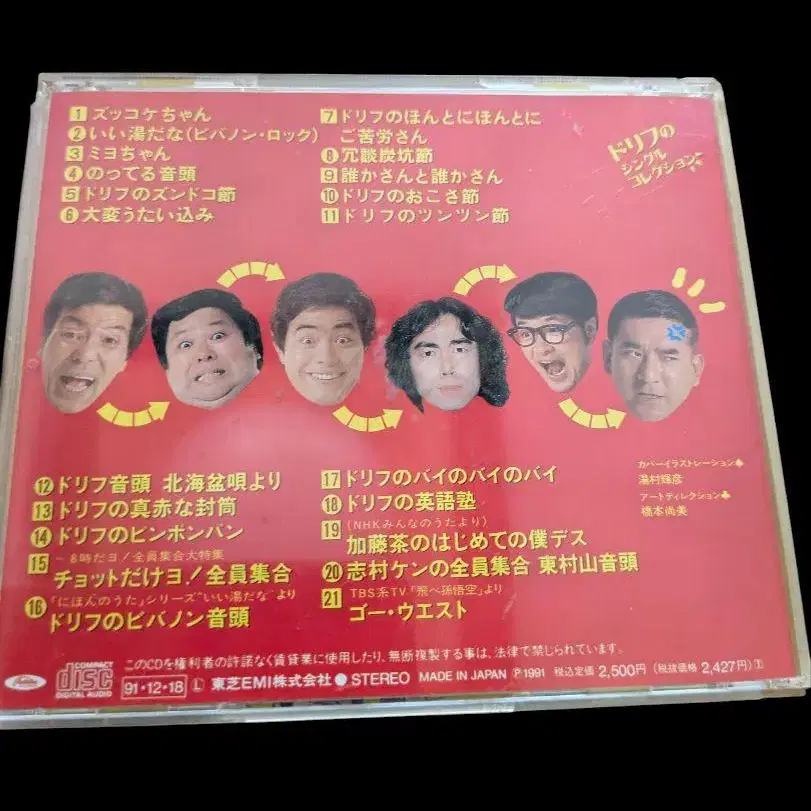 1 ズッコケちゃん
2 いい湯だな(ビバノン・ロック)
3 ミヨちゃん
4 のってる音頭
5 ドリフのズンドコ節
6 大変うたい込み
7 ドリフのほんとにほんとに
ご苦労さん
8 冗談炭坑節
9 誰かさんと誰かさん
10 ドリフのおこさ節
11 ドリフのツンツン節
ドリフの
シングル
コレクション
12 ドリフ音頭 北海盆唄より
13 ドリフの真赤な封筒
14 ドリフのピンポンパン
15 −8時だヨ!全員集合大特集
チョットだけヨ!全員集合
16 「にほんのうた」シリーズ“いい湯だな”より
ドリフのビバノン音頭
17 ドリフのバイのバイのバイ
18 ドリフの英語塾
19 (NHKみんなのうたより)
加藤茶のはじめての僕デス
20 志村ケンの全員集合 東村山音頭
21 TBS系TV「飛べ孫悟空」より
ゴー・ウエスト
カバーイラストレーション♠
湯村輝彦
アートディレクション♣
橋本尚美
このCDを権利者の許諾なく賃貸業に使用したり、無断複製する事は、法律で禁じられています。
COMPACT disc DIGITAL AUDIO 91・12・18 L 東芝EMI株式会社 STEREO MADE IN JAPAN ℗1991 税込定価 2,500円 (税抜価格 2,427円)